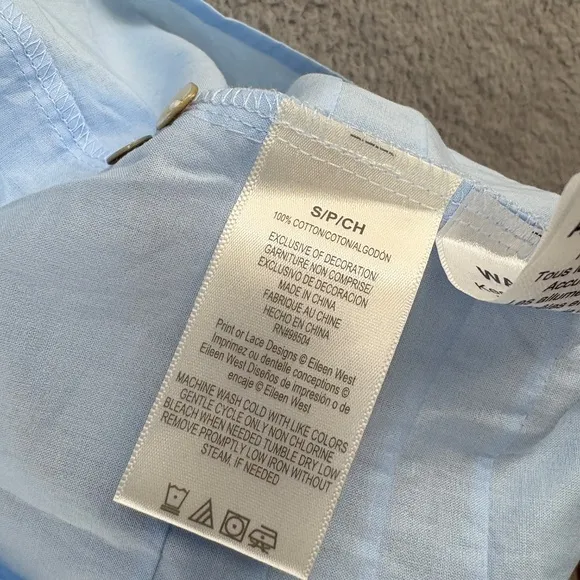 S/P/CH
100% COTTON/COTON/ALGODÓN
EXCLUSIVE OF DECORATION/
GARNITURE NON COMPRISE/
EXCLUSIVO DE DECORACION
MADE IN CHINA
FABRIQUE AU CHINE
HECHO EN CHINA
RN#98504
Print or Lace Designs © Eileen West
Imprimez ou dentelle conceptions ©
Eileen West Diseños de Impresión o de
encaje © Eileen West
MACHINE WASH COLD WITH LIKE COLORS
GENTLE CYCLE ONLY NON CHLORINE
BLEACH WHEN NEEDED TUMBLE DRY LOW
REMOVE PROMPTLY LOW IRON WITHOUT
STEAM, IF NEEDED
WA
Tous